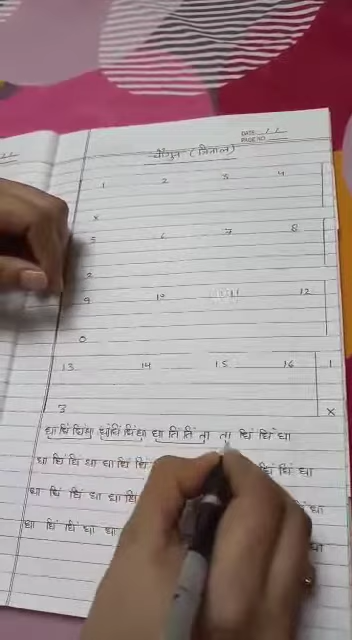 DATE / /
PAGE NO.
चौगुन (त्रिताल)
1 2 3 4
x
5 6 7 8
2
9 10 11 12
0
13 14 15 16 1
3 x
धा धिं धिं धा धा धिं धिं धा धा तिं तिं ता ता धिं धिं धा
धा धिं धिं धा धा धिं धिं धिं धिं धा
धा धिं धिं धा धा धिं धा
धा धिं धिं धा धा धा